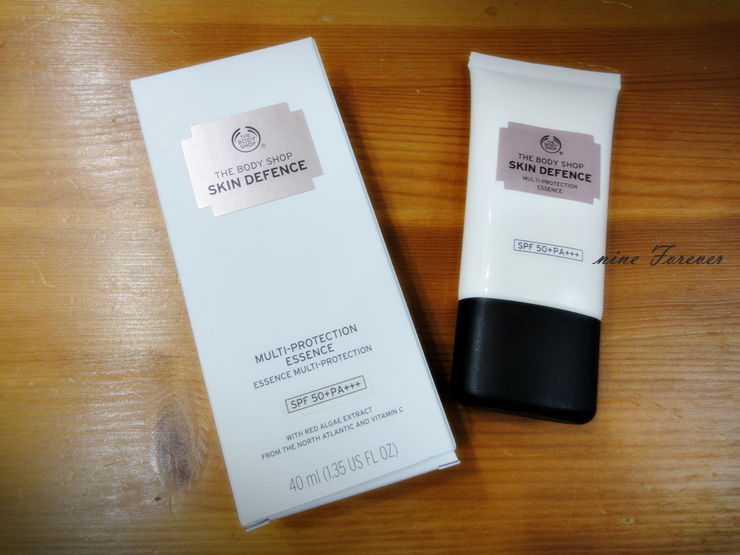 THE
BODY
SHOP
®
THE BODY SHOP
SKIN DEFENCE
MULTI-PROTECTION
ESSENCE
ESSENCE MULTI-PROTECTION
SPF 50+PA+++
WITH RED ALGAE EXTRACT
FROM THE NORTH ATLANTIC AND VITAMIN C
40 ml (1.35 US FL OZ)
THE
BODY
SHOP
®
THE BODY SHOP
SKIN DEFENCE
MULTI-PROTECTION
ESSENCE
SPF 50+PA+++
nine Forever